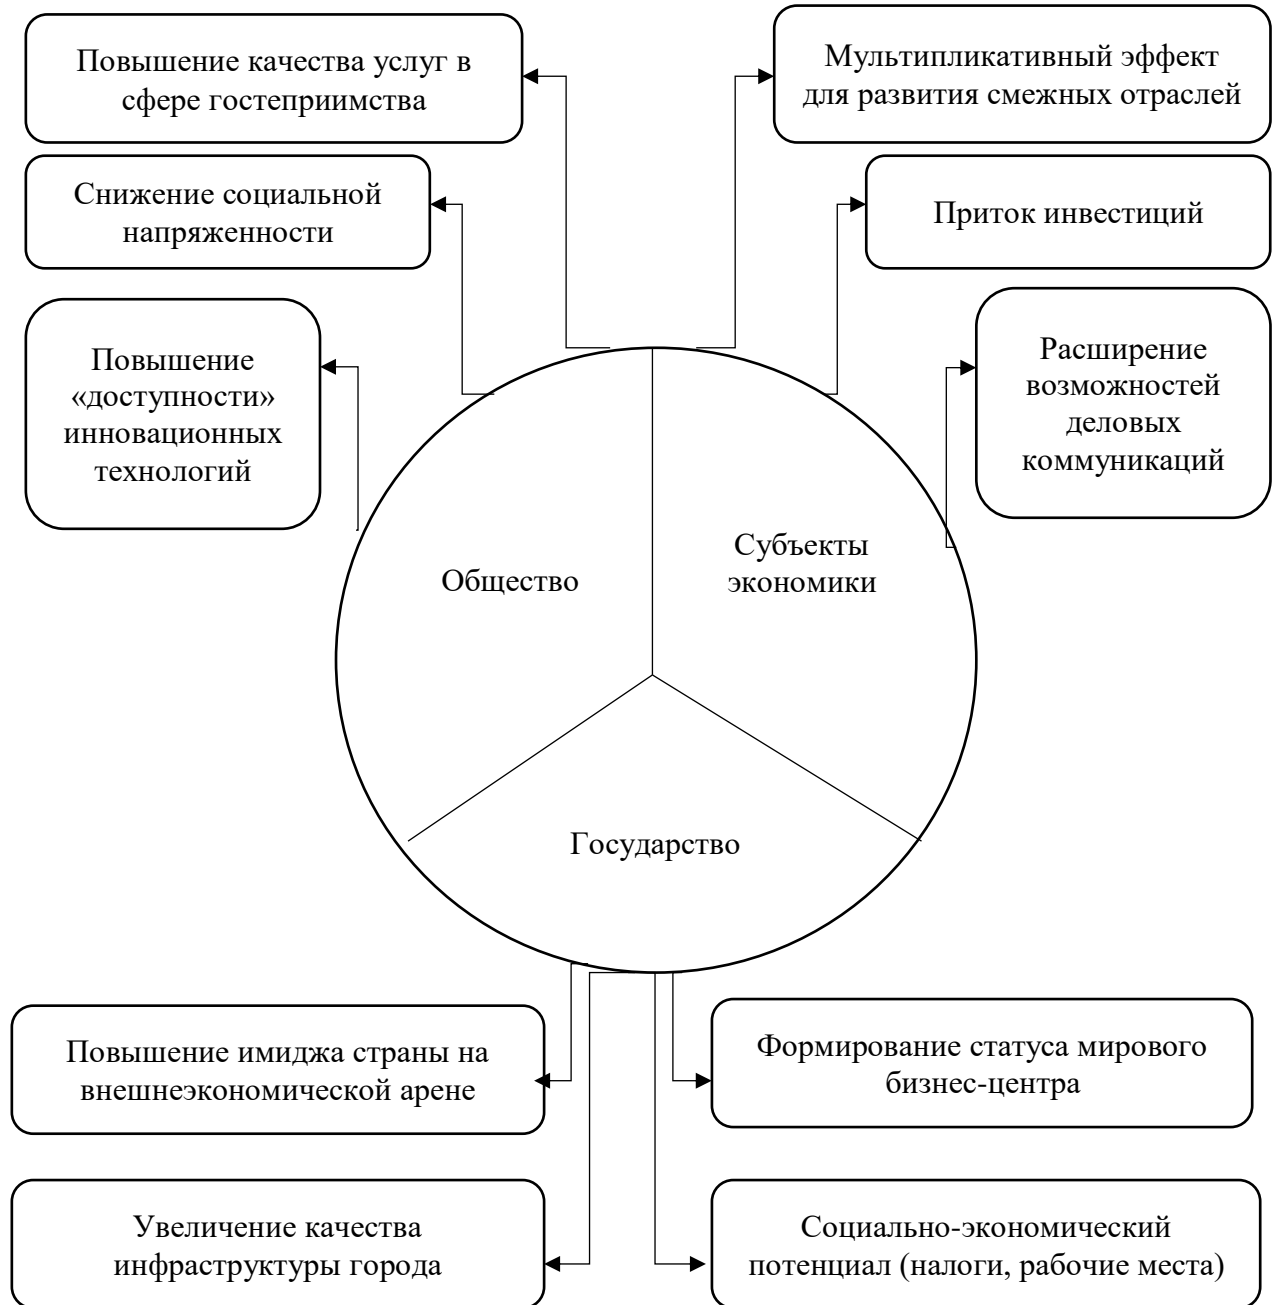 Повышение качества услуг в
сфере гостеприимства
Мультипликативный эффект
для развития смежных отраслей
Снижение социальной
напряженности
Приток инвестиций
Повышение
«доступности»
инновационных
технологий
Расширение
возможностей
деловых
коммуникаций
Общество
Субъекты
экономики
Государство
Повышение имиджа страны на
внешнеэкономической арене
Формирование статуса мирового
бизнес-центра
Увеличение качества
инфраструктуры города
Социально-экономический
потенциал (налоги, рабочие места)